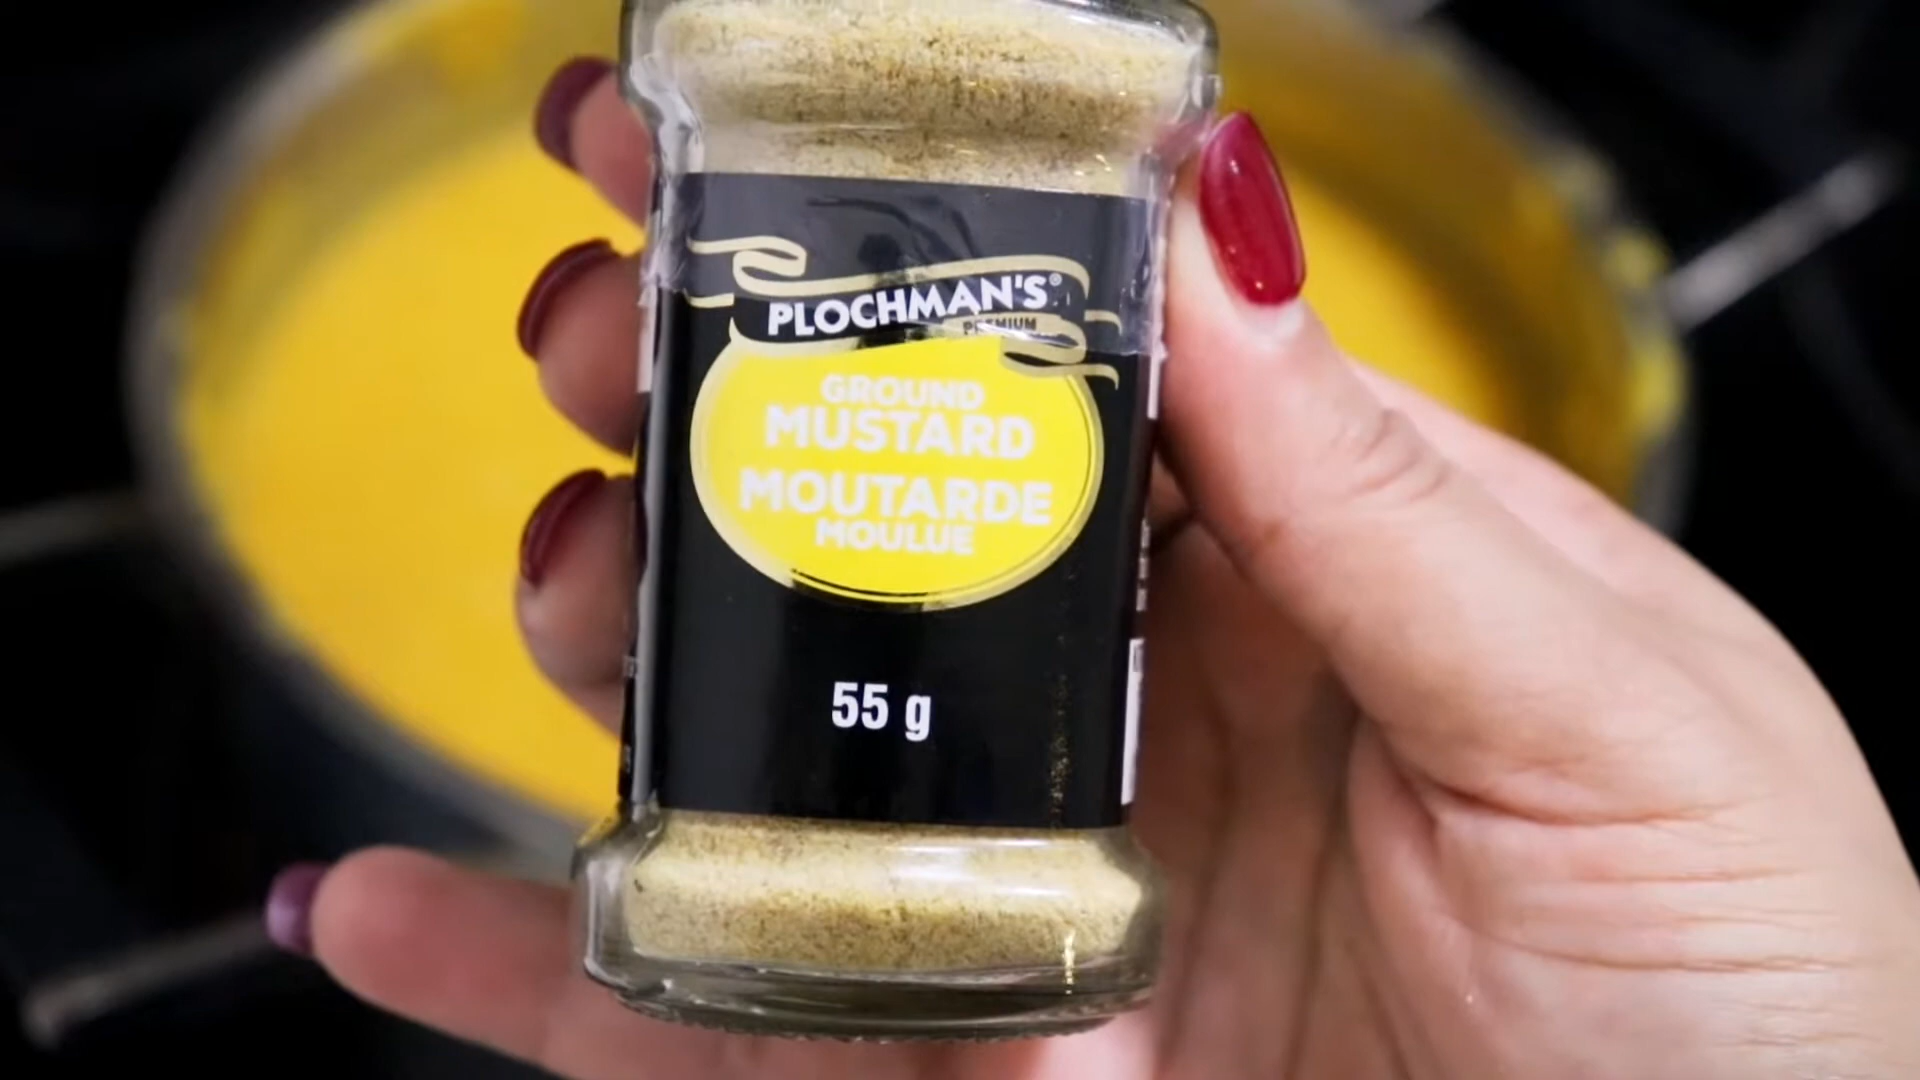 PLOCHMAN'S®
PREMIUM
GROUND
MUSTARD
MOUTARDE
MOULUE
55 g